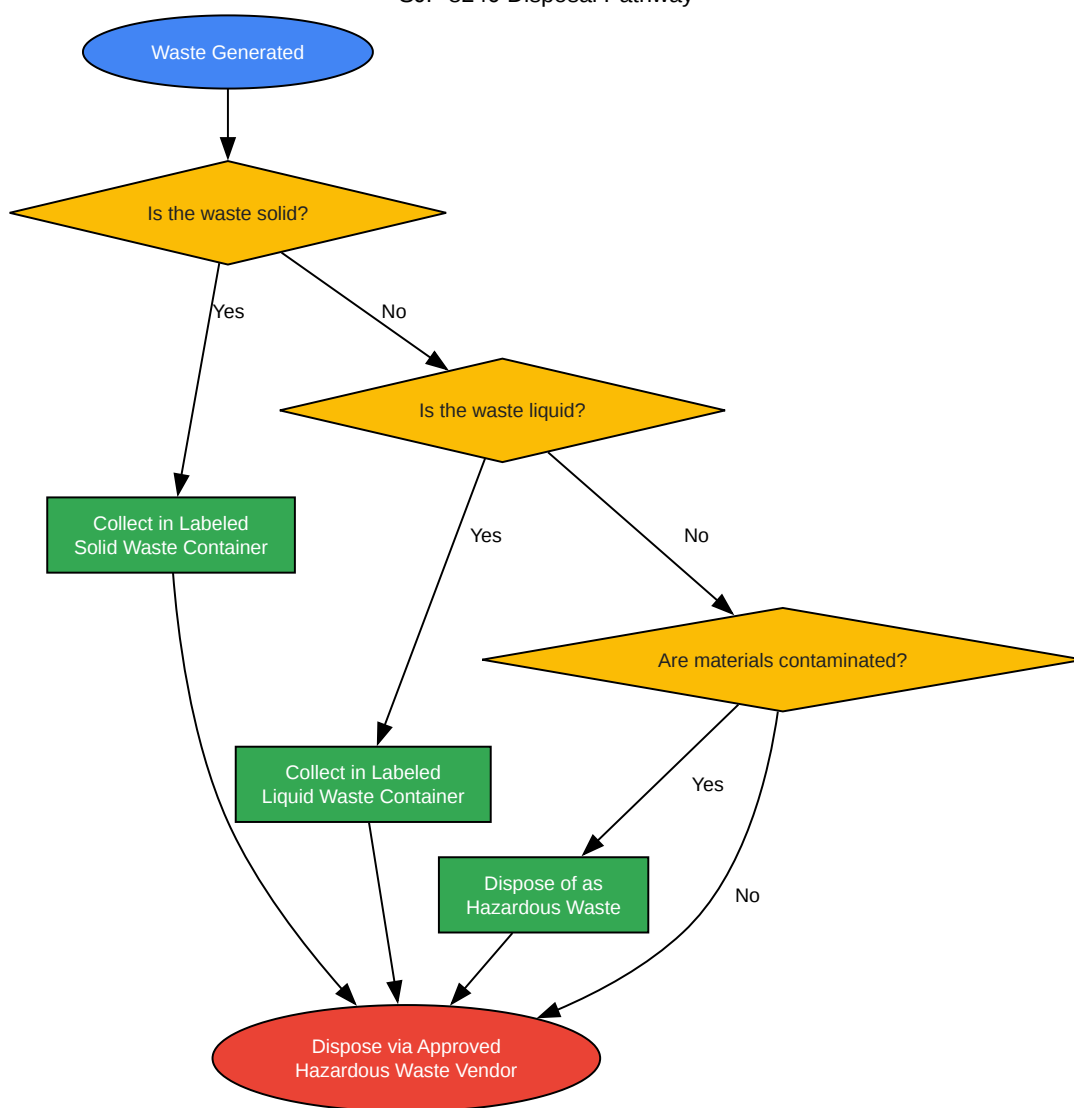 Disposal Pathway
Waste Generated
Is the waste solid?
Yes
No
Is the waste liquid?
Collect in Labeled
Solid Waste Container
Yes
No
Are materials contaminated?
Collect in Labeled
Liquid Waste Container
Yes
Dispose of as
Hazardous Waste
No
Dispose via Approved
Hazardous Waste Vendor